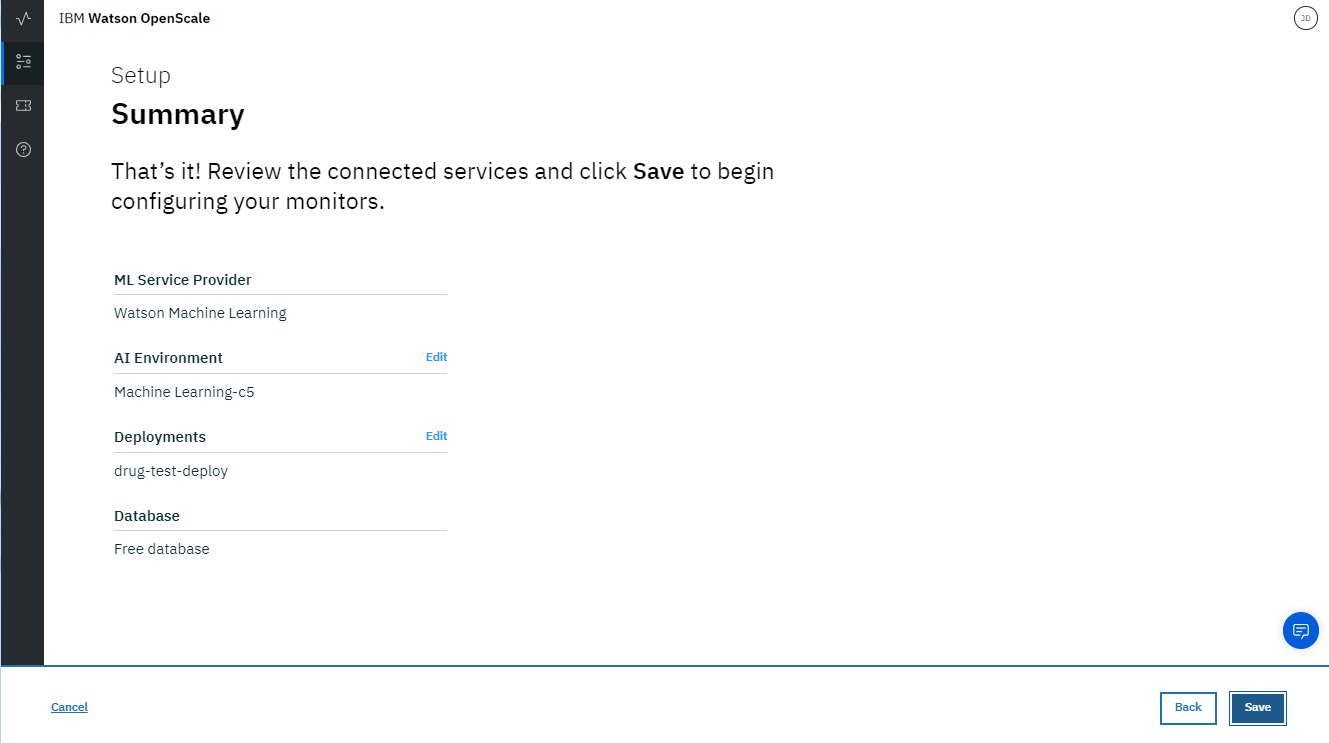 IBM Watson OpenScale
JD
Setup
Summary
That’s it! Review the connected services and click Save to begin
configuring your monitors.
ML Service Provider
Watson Machine Learning
AI Environment Edit
Machine Learning-c5
Deployments Edit
drug-test-deploy
Database
Free database
Cancel Back Save